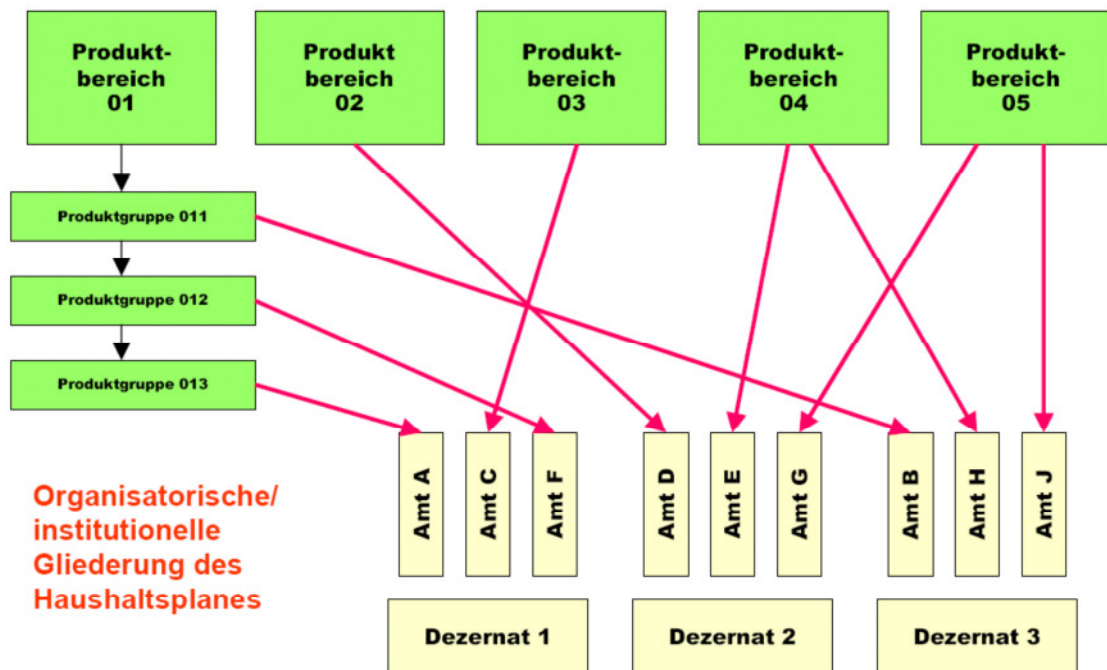 Produkt-
bereich
01
Produkt
bereich
02
Produkt-
bereich
03
Produkt-
bereich
04
Produkt-
bereich
05
Produktgruppe 011
Produktgruppe 012
Produktgruppe 013
Amt A
Amt C
Amt F
Amt D
Amt E
Amt G
Amt B
Amt H
Amt J
Organisatorische/
institutionelle
Gliederung des
Haushaltsplanes
Dezernat 1
Dezernat 2
Dezernat 3